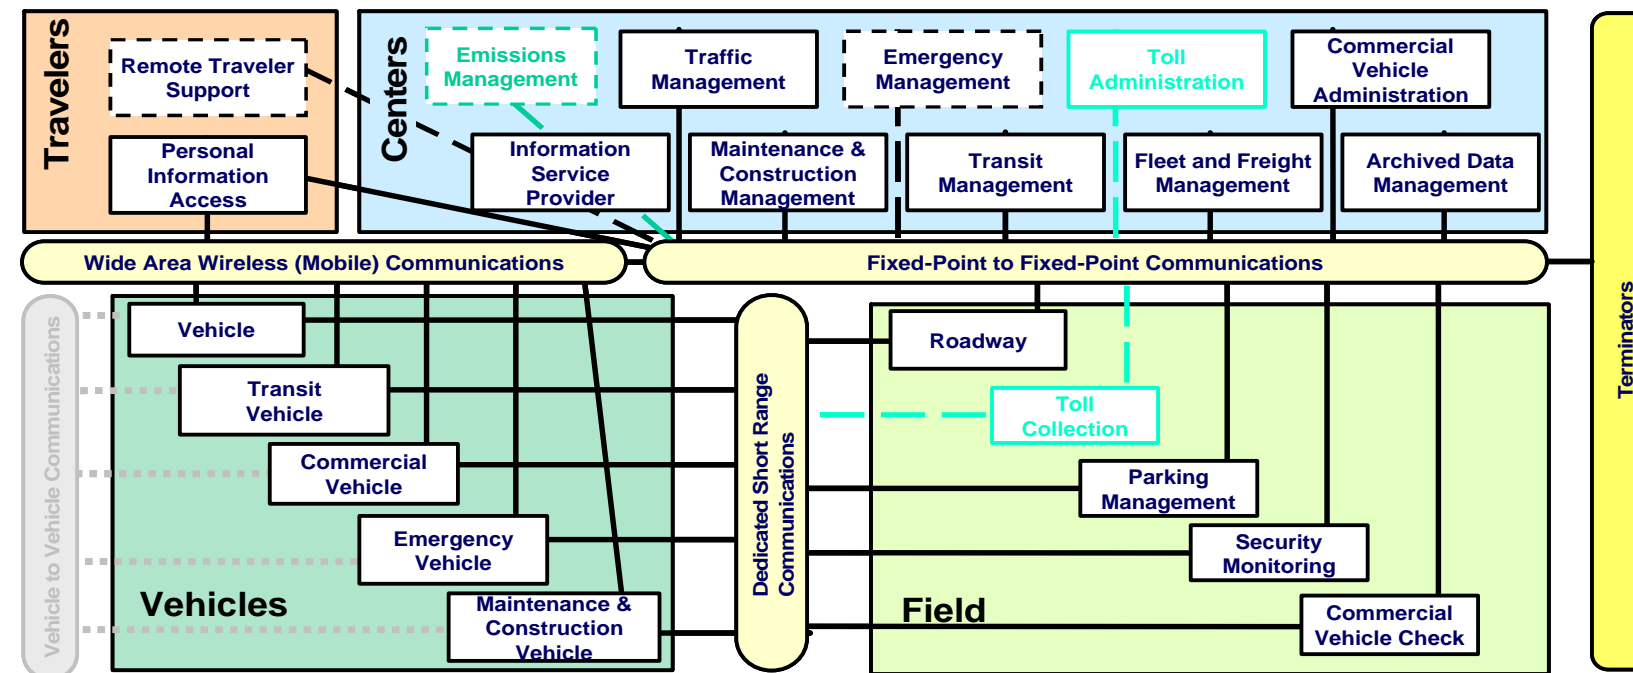 Travelers
Remote Traveler
Support
Personal
Information
Access
Centers
Emissions
Management
Traffic
Management
Emergency
Management
Toll
Administration
Commercial
Vehicle
Administration
Information
Service
Provider
Maintenance &
Construction
Management
Transit
Management
Fleet and Freight
Management
Archived Data
Management
Wide Area Wireless (Mobile) Communications
Fixed-Point to Fixed-Point Communications
Terminators
Vehicle to Vehicle Communications
Vehicle
Transit
Vehicle
Commercial
Vehicle
Emergency
Vehicle
Maintenance &
Construction
Vehicle
Vehicles
Dedicated Short Range
Communications
Roadway
Toll
Collection
Parking
Management
Security
Monitoring
Commercial
Vehicle Check
Field